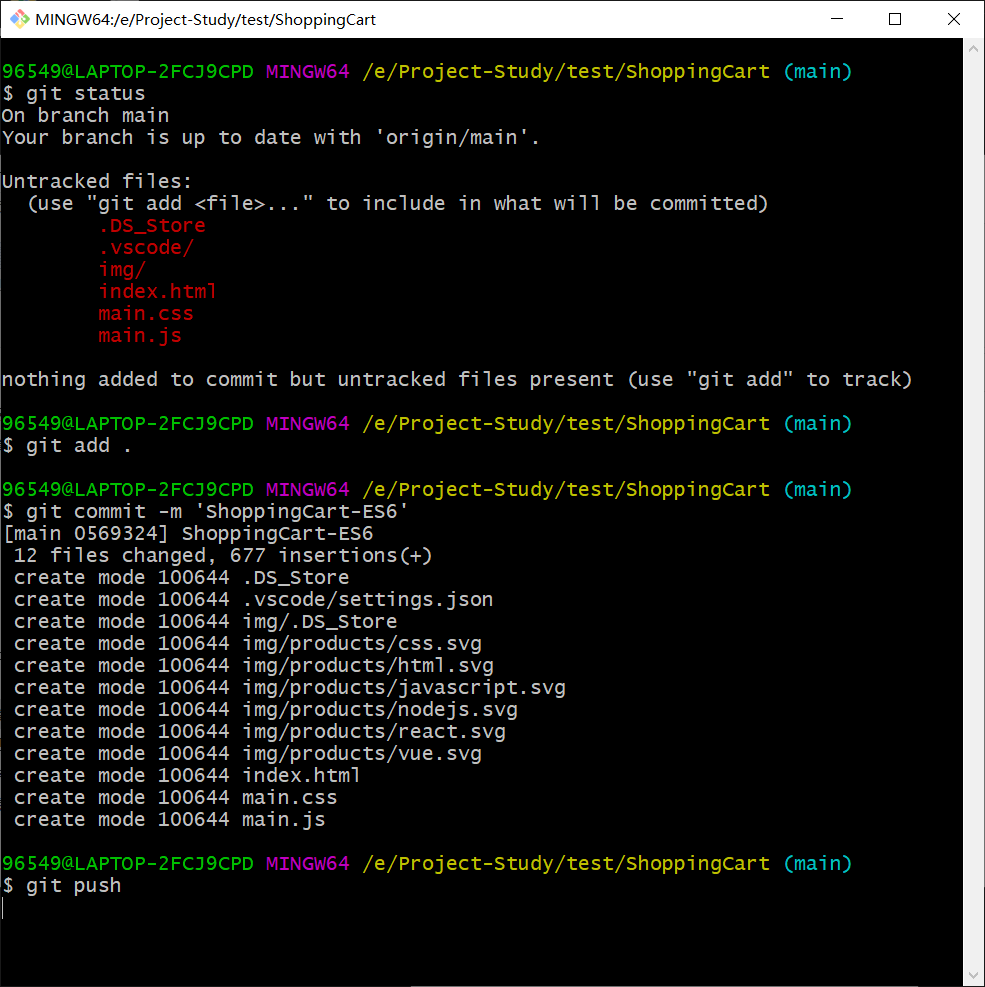 MINGW64:/e/Project-Study/test/ShoppingCart
96549@LAPTOP-2FCJ9CPD MINGW64 /e/Project-Study/test/ShoppingCart (main)
$ git status
On branch main
Your branch is up to date with 'origin/main'.
Untracked files:
  (use "git add <file>..." to include in what will be committed)
        .DS_Store
        .vscode/
        img/
        index.html
        main.css
        main.js
nothing added to commit but untracked files present (use "git add" to track)
96549@LAPTOP-2FCJ9CPD MINGW64 /e/Project-Study/test/ShoppingCart (main)
$ git add .
96549@LAPTOP-2FCJ9CPD MINGW64 /e/Project-Study/test/ShoppingCart (main)
$ git commit -m 'ShoppingCart-ES6'
[main 0569324] ShoppingCart-ES6
 12 files changed, 677 insertions(+)
 create mode 100644 .DS_Store
 create mode 100644 .vscode/settings.json
 create mode 100644 img/.DS_Store
 create mode 100644 img/products/css.svg
 create mode 100644 img/products/html.svg
 create mode 100644 img/products/javascript.svg
 create mode 100644 img/products/nodejs.svg
 create mode 100644 img/products/react.svg
 create mode 100644 img/products/vue.svg
 create mode 100644 index.html
 create mode 100644 main.css
 create mode 100644 main.js
96549@LAPTOP-2FCJ9CPD MINGW64 /e/Project-Study/test/ShoppingCart (main)
$ git push